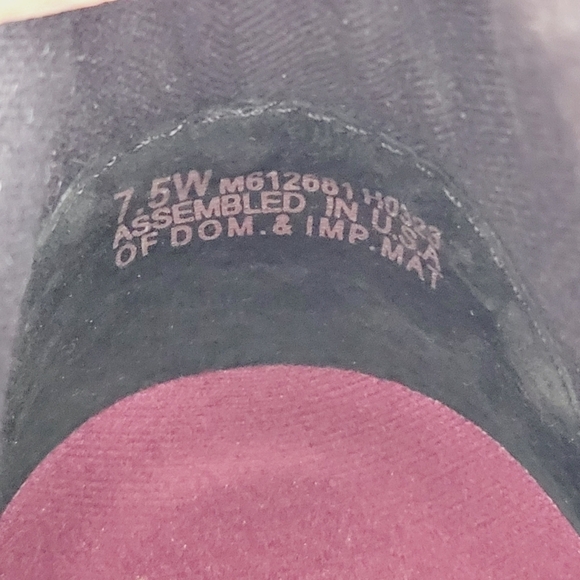 7.5W M612681 H0323
ASSEMBLED IN U.S.A
OF DOM. & IMP. MAT